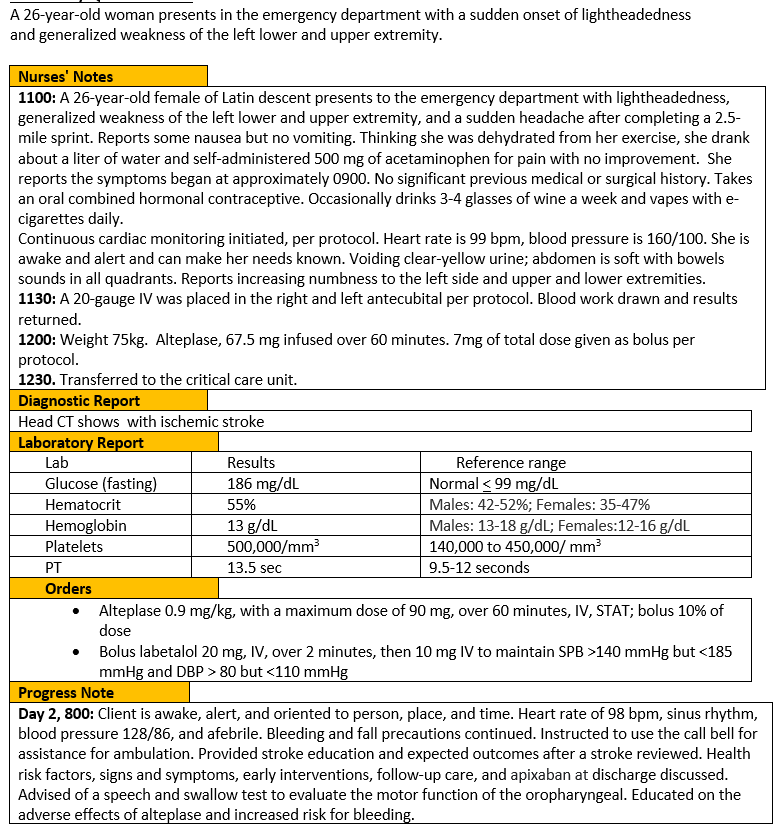 A 26-year-old woman presents in the emergency department with a sudden onset of lightheadedness
and generalized weakness of the left lower and upper extremity.
Nurses' Notes
1100: A 26-year-old female of Latin descent presents to the emergency department with lightheadedness,
generalized weakness of the left lower and upper extremity, and a sudden headache after completing a 2.5-
mile sprint. Reports some nausea but no vomiting. Thinking she was dehydrated from her exercise, she drank
about a liter of water and self-administered 500 mg of acetaminophen for pain with no improvement.  She
reports the symptoms began at approximately 0900. No significant previous medical or surgical history. Takes
an oral combined hormonal contraceptive. Occasionally drinks 3-4 glasses of wine a week and vapes with e-
cigarettes daily.
Continuous cardiac monitoring initiated, per protocol. Heart rate is 99 bpm, blood pressure is 160/100. She is
awake and alert and can make her needs known. Voiding clear-yellow urine; abdomen is soft with bowels
sounds in all quadrants. Reports increasing numbness to the left side and upper and lower extremities.
1130: A 20-gauge IV was placed in the right and left antecubital per protocol. Blood work drawn and results
returned.
1200: Weight 75kg.  Alteplase, 67.5 mg infused over 60 minutes. 7mg of total dose given as bolus per
protocol.
1230. Transferred to the critical care unit.
Diagnostic Report
Head CT shows  with ischemic stroke
Laboratory Report
Lab Results Reference range
Glucose (fasting) 186 mg/dL Normal ≤ 99 mg/dL
Hematocrit 55% Males: 42-52%; Females: 35-47%
Hemoglobin 13 g/dL Males: 13-18 g/dL; Females:12-16 g/dL
Platelets 500,000/mm³ 140,000 to 450,000/ mm³
PT 13.5 sec 9.5-12 seconds
Orders
• Alteplase 0.9 mg/kg, with a maximum dose of 90 mg, over 60 minutes, IV, STAT; bolus 10% of
dose
• Bolus labetalol 20 mg, IV, over 2 minutes, then 10 mg IV to maintain SPB >140 mmHg but <185
mmHg and DBP > 80 but <110 mmHg
Progress Note
Day 2, 800: Client is awake, alert, and oriented to person, place, and time. Heart rate of 98 bpm, sinus rhythm,
blood pressure 128/86, and afebrile. Bleeding and fall precautions continued. Instructed to use the call bell for
assistance for ambulation. Provided stroke education and expected outcomes after a stroke reviewed. Health
risk factors, signs and symptoms, early interventions, follow-up care, and apixaban at discharge discussed.
Advised of a speech and swallow test to evaluate the motor function of the oropharyngeal. Educated on the
adverse effects of alteplase and increased risk for bleeding.